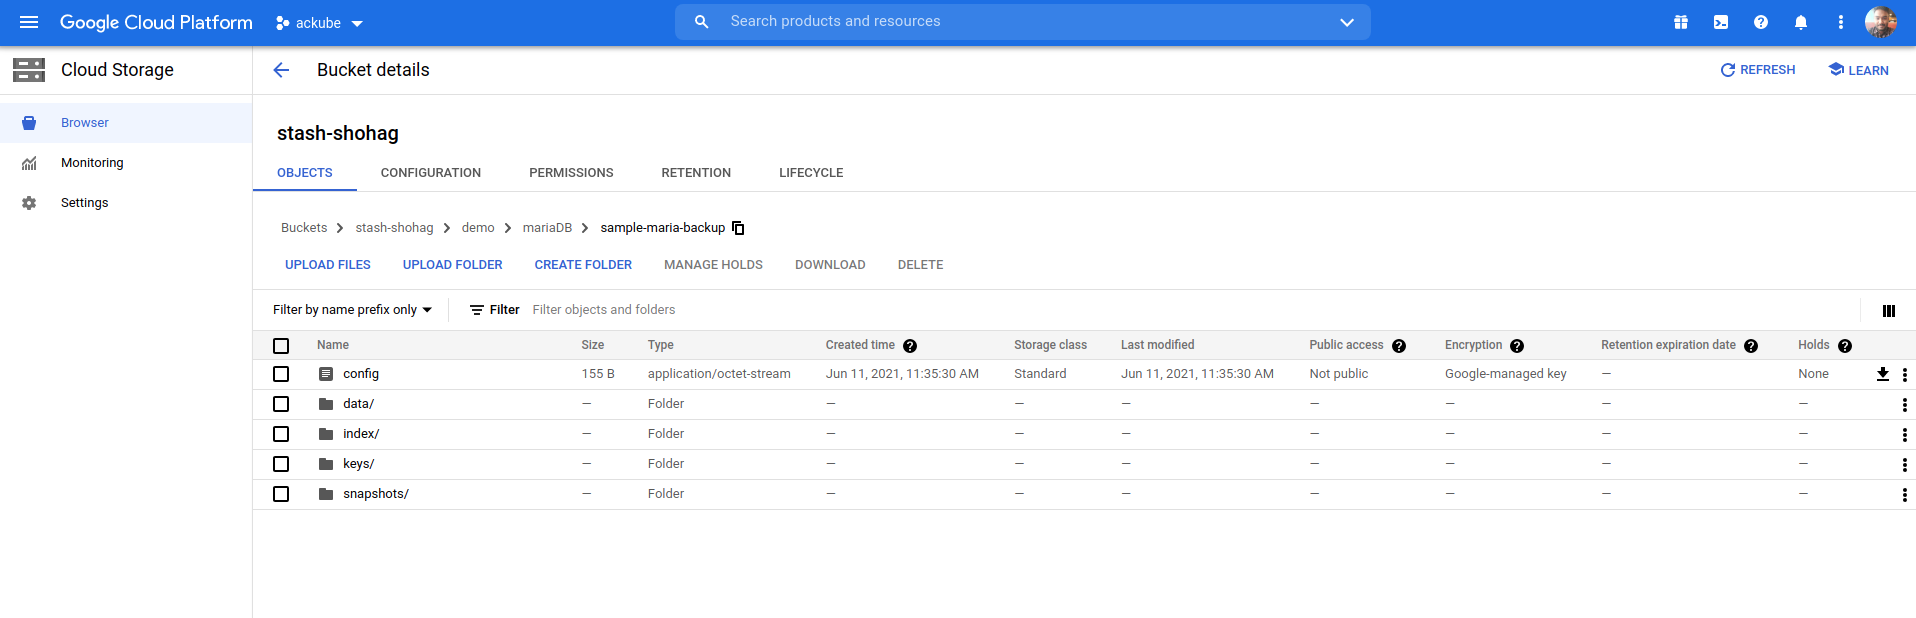 Google Cloud Platform ackube Search products and resources
Cloud Storage
Bucket details REFRESH LEARN
Browser
Monitoring
Settings
stash-shohag
OBJECTS CONFIGURATION PERMISSIONS RETENTION LIFECYCLE
Buckets > stash-shohag > demo > mariaDB > sample-maria-backup
UPLOAD FILES UPLOAD FOLDER CREATE FOLDER MANAGE HOLDS DOWNLOAD DELETE
Filter by name prefix only Filter Filter objects and folders
Name Size Type Created time Storage class Last modified Public access Encryption Retention expiration date Holds
config 155 B application/octet-stream Jun 11, 2021, 11:35:30 AM Standard Jun 11, 2021, 11:35:30 AM Not public Google-managed key — None
data/ — Folder — — — — — — —
index/ — Folder — — — — — — —
keys/ — Folder — — — — — — —
snapshots/ — Folder — — — — — — —